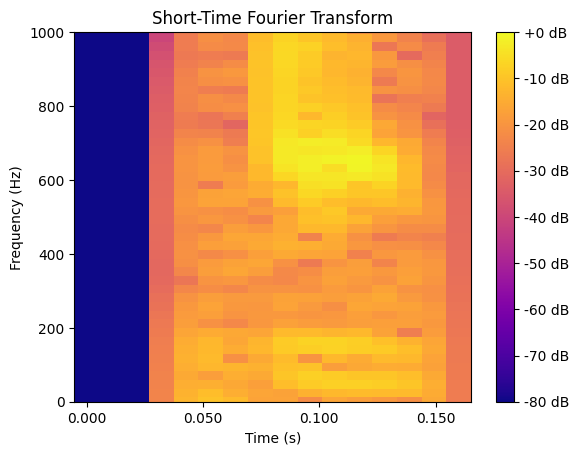 Short-Time Fourier Transform
1000
800
600
400
200
0
Frequency (Hz)
0.000
0.050
0.100
0.150
Time (s)
+0 dB
-10 dB
-20 dB
-30 dB
-40 dB
-50 dB
-60 dB
-70 dB
-80 dB